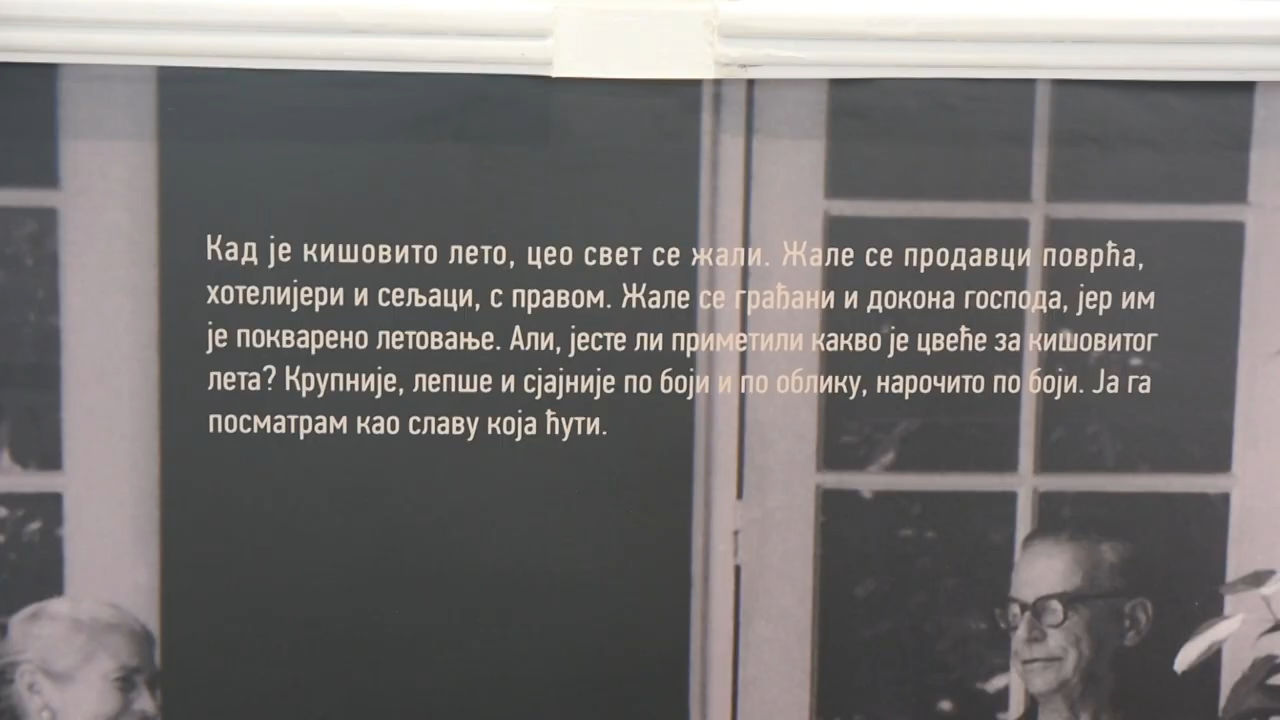 Кад је кишовито лето, цео свет се жали. Жале се продавци поврћа,
хотелијери и сељаци, с правом. Жале се грађани и докона господа, јер им
је покварено летовање. Али, јесте ли приметили какво је цвеће за кишовитог
лета? Крупније, лепше и сјајније по боји и по облику, нарочито по боји. Ја га
посматрам као славу која ћути.